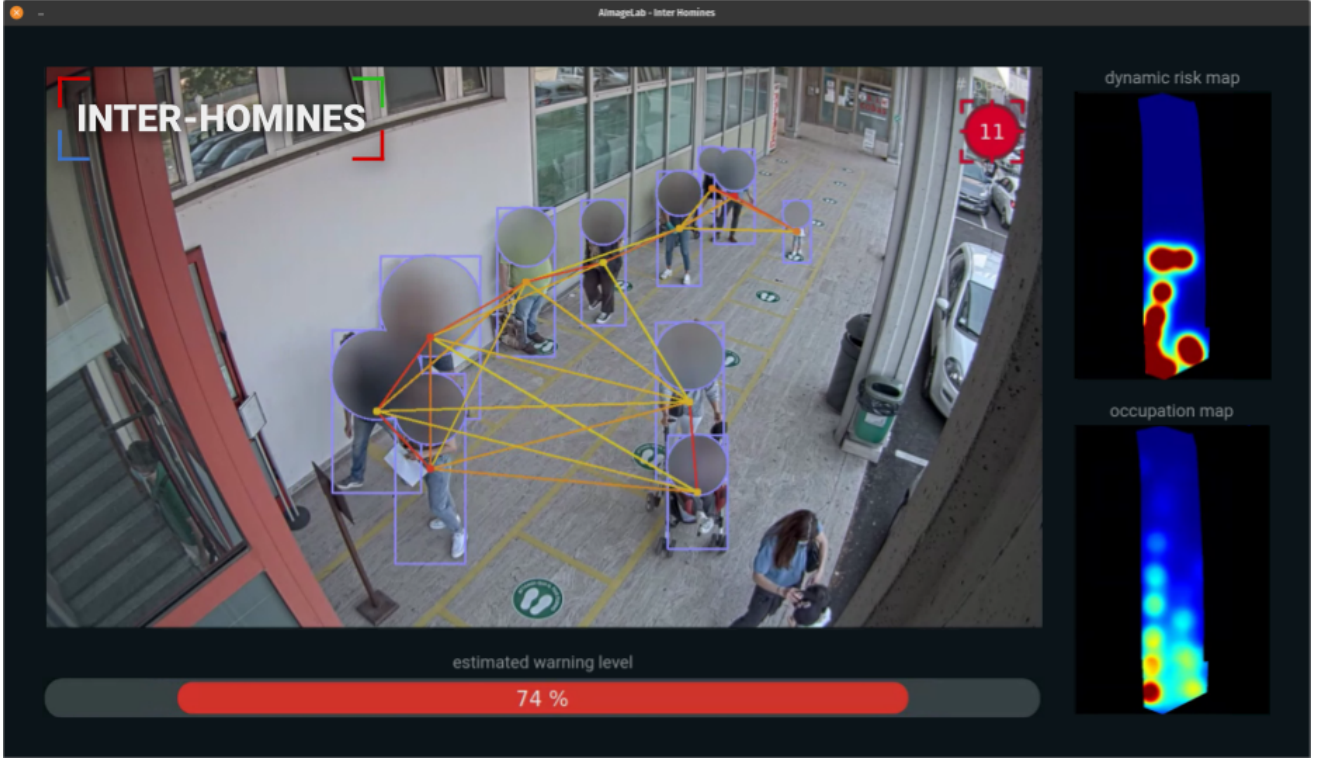 AImageLab - Inter Homines
INTER-HOMINES
11
dynamic risk map
occupation map
estimated warning level
74 %